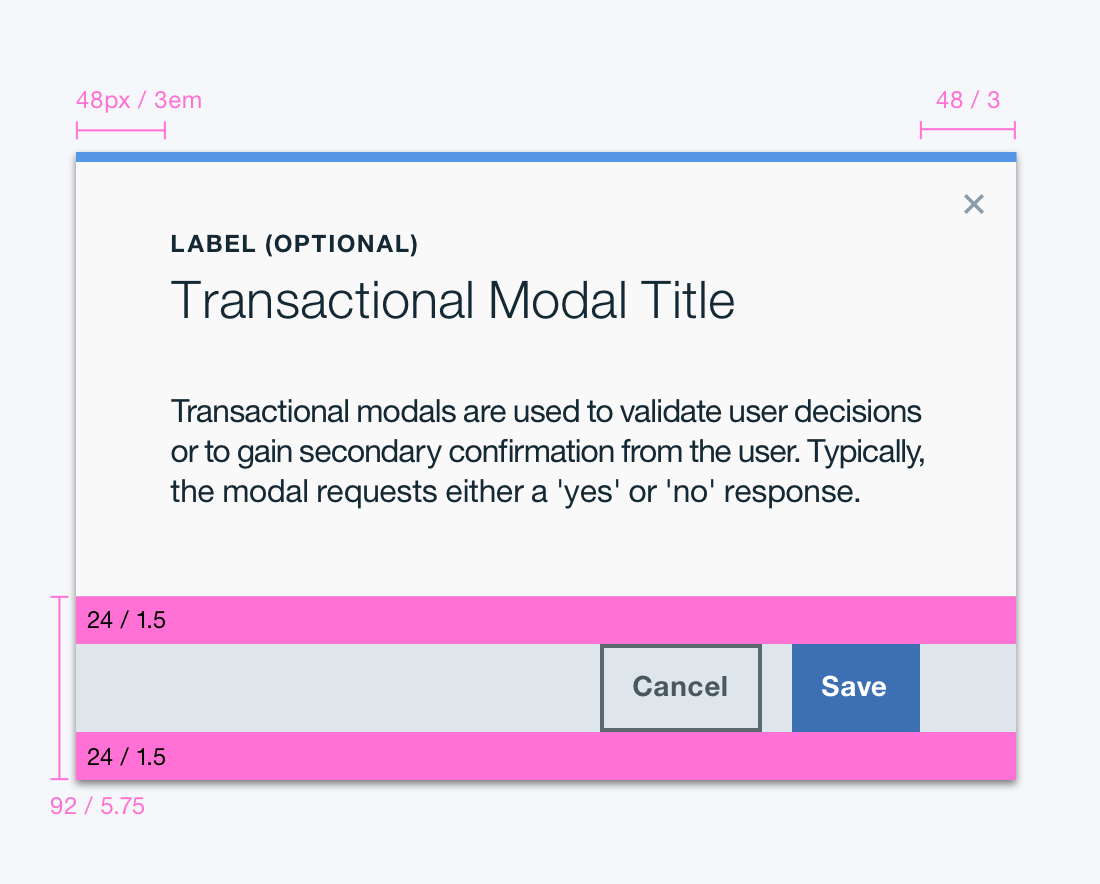 48px / 3em
48 / 3
LABEL (OPTIONAL)
Transactional Modal Title
Transactional modals are used to validate user decisions
or to gain secondary confirmation from the user. Typically,
the modal requests either a 'yes' or 'no' response.
24 / 1.5
Cancel
Save
24 / 1.5
92 / 5.75